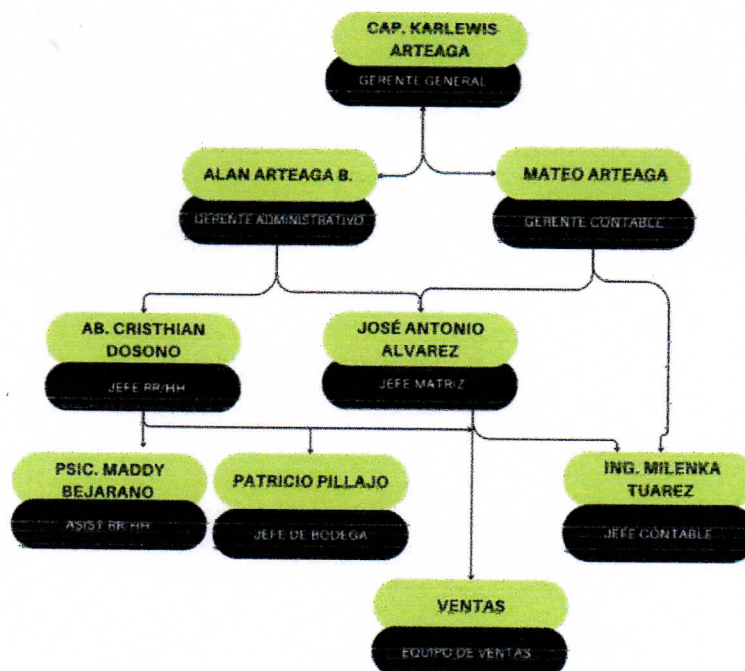 CAP. KARLEWIS
ARTEAGA
GERENTE GENERAL
ALAN ARTEAGA B.
GERENTE ADMINISTRATIVO
MATEO ARTEAGA
GERENTE CONTABLE
AB. CRISTHIAN
DOSONO
JEFE RR/HH
JOSÉ ANTONIO
ALVAREZ
JEFE MATRIZ
PSIC. MADDY
BEJARANO
ASIST RR/HH
PATRICIO PILLAJO
JEFE DE BODEGA
ING. MILENKA
TUAREZ
JEFE CONTABLE
VENTAS
EQUIPO DE VENTAS